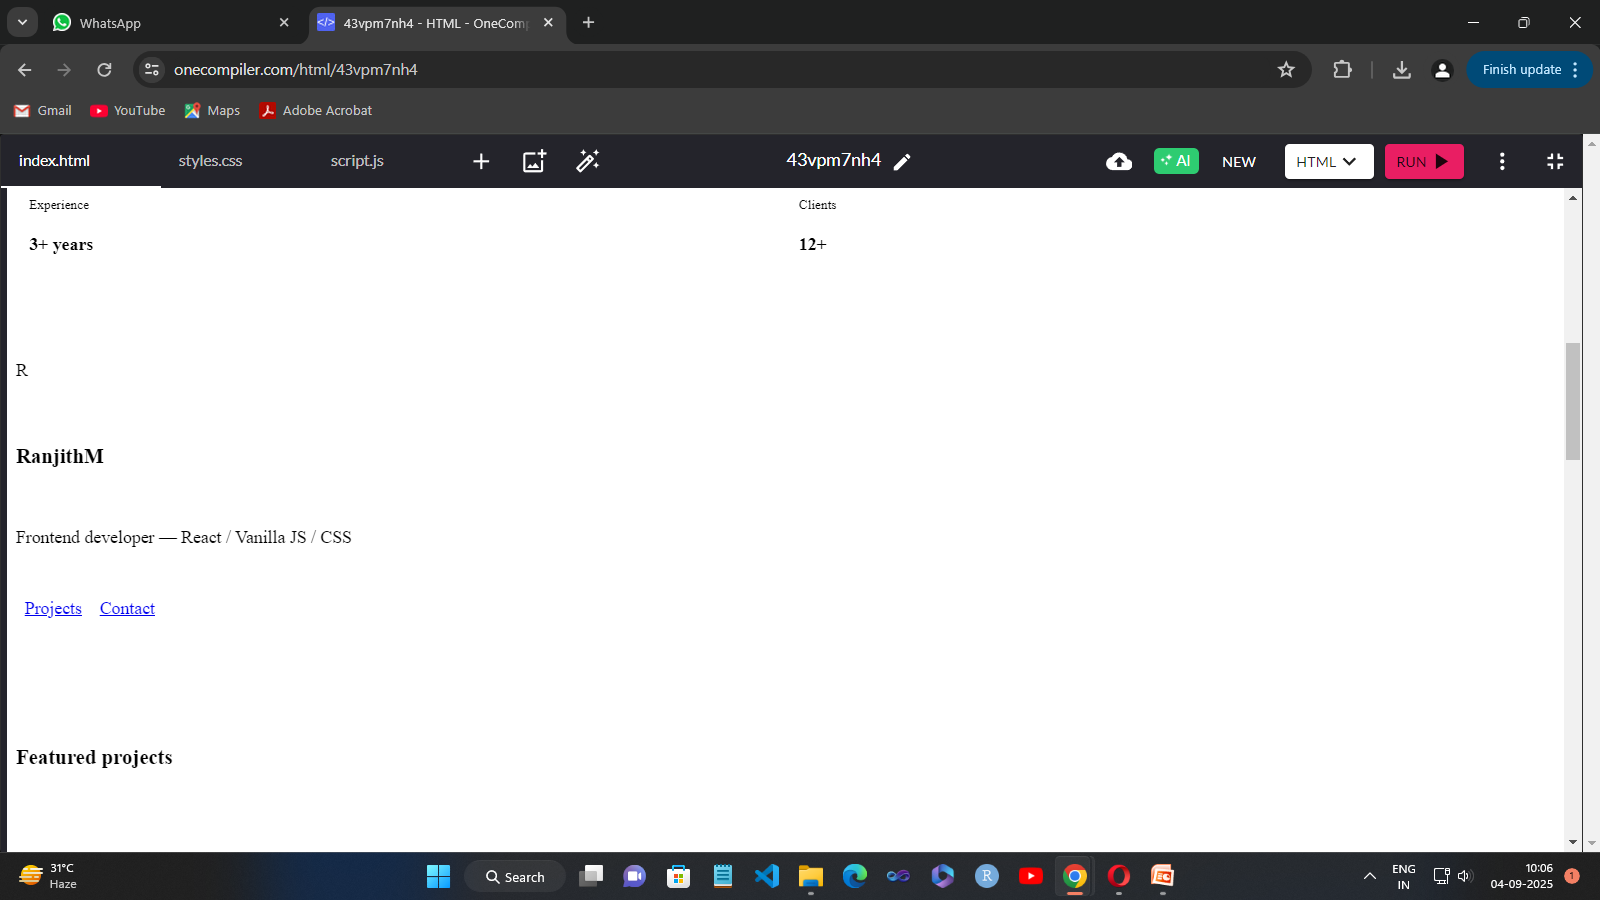 WhatsApp
43vpm7nh4 - HTML - OneComp
onecompiler.com/html/43vpm7nh4
Finish update
Gmail
YouTube
Maps
Adobe Acrobat
index.html
styles.css
script.js
43vpm7nh4
AI
NEW
HTML
RUN
Experience
Clients
3+ years
12+
R
RanjithM
Frontend developer — React / Vanilla JS / CSS
Projects
Contact
Featured projects
31°C
Haze
Search
R
ENG
IN
10:06
04-09-2025
1